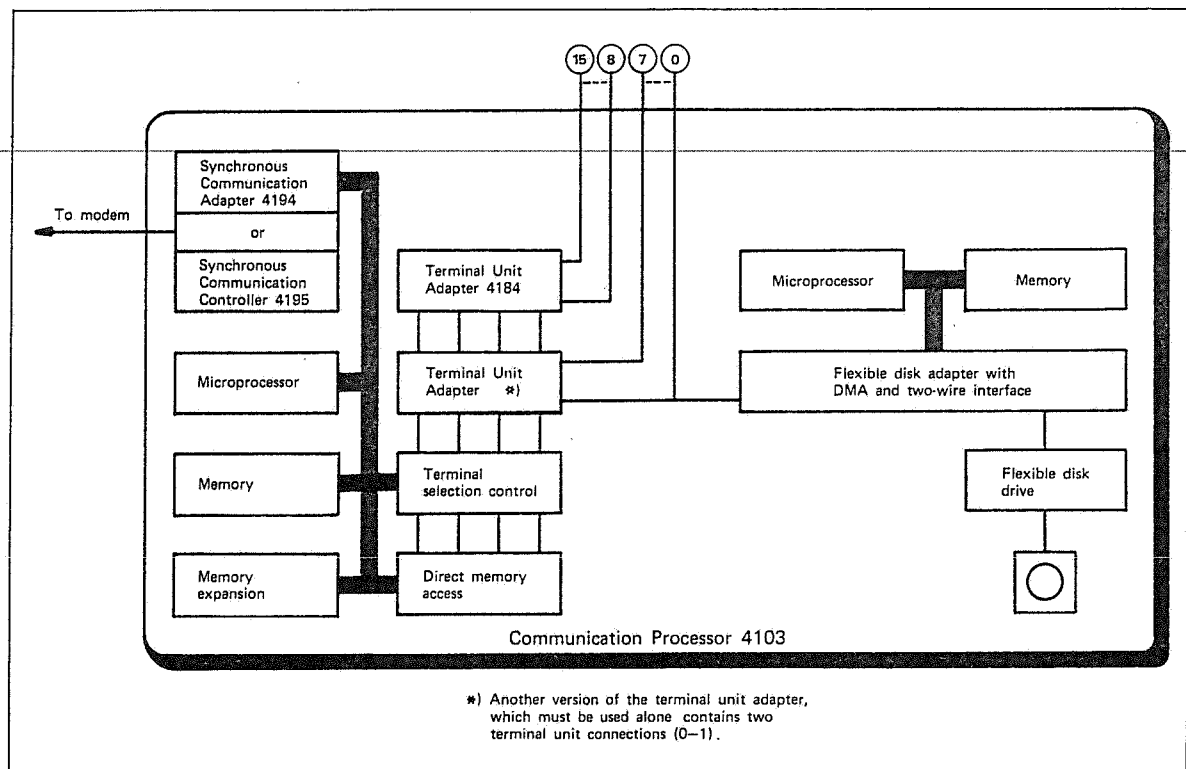 15 8 7 0
Synchronous
Communication
Adapter 4194
To modem
or
Synchronous
Communication
Controller 4195
Terminal Unit
Adapter 4184
Microprocessor
Memory
Microprocessor
Terminal Unit
Adapter *)
Flexible disk adapter with
DMA and two-wire interface
Memory
Terminal
selection control
Flexible disk
drive
Memory
expansion
Direct memory
access
Communication Processor 4103
*) Another version of the terminal unit adapter,
which must be used alone contains two
terminal unit connections (0–1).